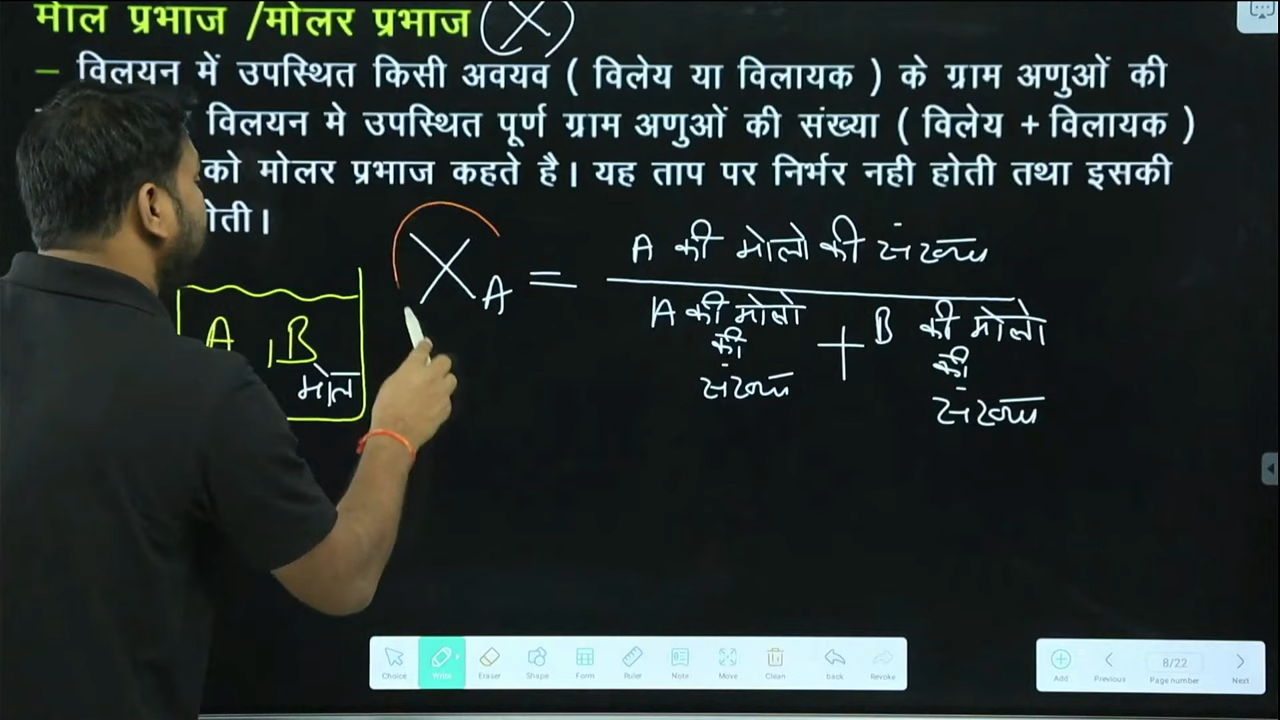 मोल प्रभाज /मोलर प्रभाज (X)
– विलयन में उपस्थित किसी अवयव ( विलेय या विलायक ) के ग्राम अणुओं की
विलयन मे उपस्थित पूर्ण ग्राम अणुओं की संख्या ( विलेय + विलायक )
को मोलर प्रभाज कहते है। यह ताप पर निर्भर नही होती तथा इसकी
ोती।
X A = A की मोलो की संख्या
A की मोलो की संख्या + B की मोलो की संख्या
A , B
मोल
Choice Write Eraser Shape Form Ruler Note Move Clean back Revoke
Add Previous 8/22 Page number Next